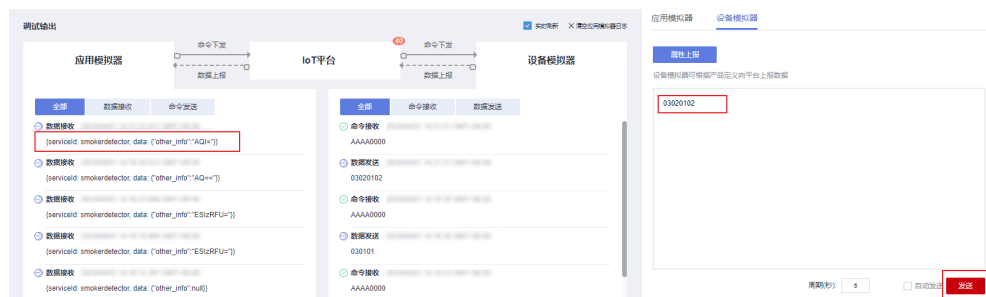 调试输出
实时刷新
清空应用模拟器日志
应用模拟器
命令下发
数据上报
IoT平台
40
命令下发
数据上报
设备模拟器
全部 数据接收 命令发送
数据接收
{serviceId: smokerdetector, data: {"other_info":"AQI="}}
数据接收
{serviceId: smokerdetector, data: {"other_info":"AQ=="}}
数据接收
{serviceId: smokerdetector, data: {"other_info":"ESIzRFU="}}
数据接收
{serviceId: smokerdetector, data: {"other_info":"ESIzRFU="}}
数据接收
{serviceId: smokerdetector, data: {"other_info":null}}
全部 命令接收 数据发送
命令接收
AAAA0000
数据发送
03020102
命令接收
AAAA0000
数据发送
030101
命令接收
AAAA0000
应用模拟器 设备模拟器
属性上报
设备模拟器可根据产品定义向平台上报数据
03020102
周期(秒): 5 自动发送 发送